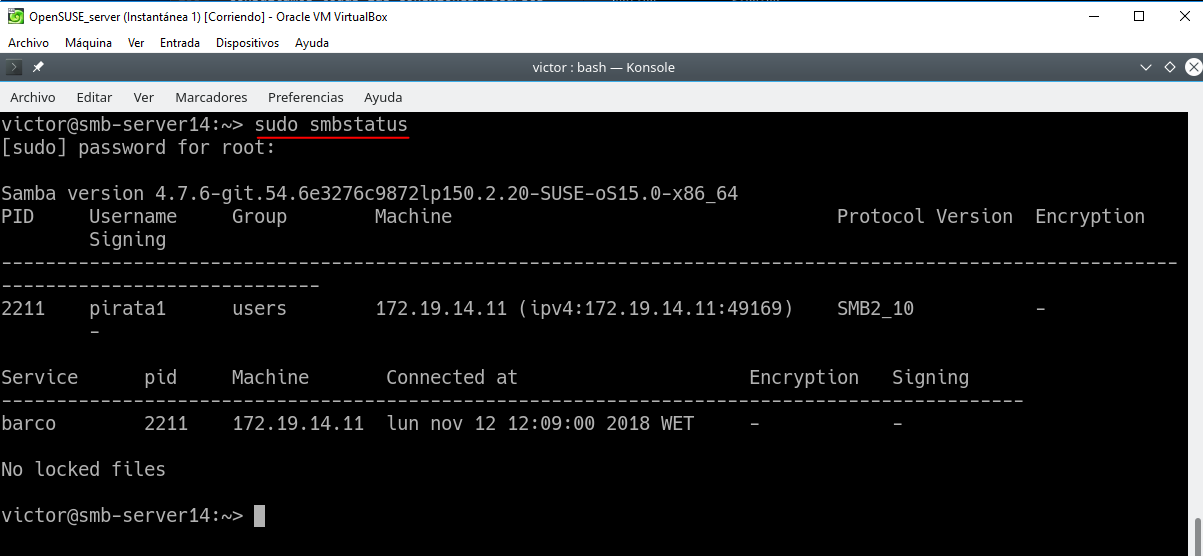 OpenSUSE_server (Instantánea 1) [Corriendo] - Oracle VM VirtualBox
Archivo Máquina Ver Entrada Dispositivos Ayuda
victor : bash — Konsole
Archivo Editar Ver Marcadores Preferencias Ayuda
victor@smb-server14:~> sudo smbstatus
[sudo] password for root:
Samba version 4.7.6-git.54.6e3276c9872lp150.2.20-SUSE-oS15.0-x86_64
PID Username Group Machine Protocol Version Encryption
Signing
-----------------------------------------------------------------------------------------------------------
-----------------------------
2211 pirata1 users 172.19.14.11 (ipv4:172.19.14.11:49169) SMB2_10 -
-
Service pid Machine Connected at Encryption Signing
---------------------------------------------------------------------------------------------
barco 2211 172.19.14.11 lun nov 12 12:09:00 2018 WET - -
No locked files
victor@smb-server14:~>